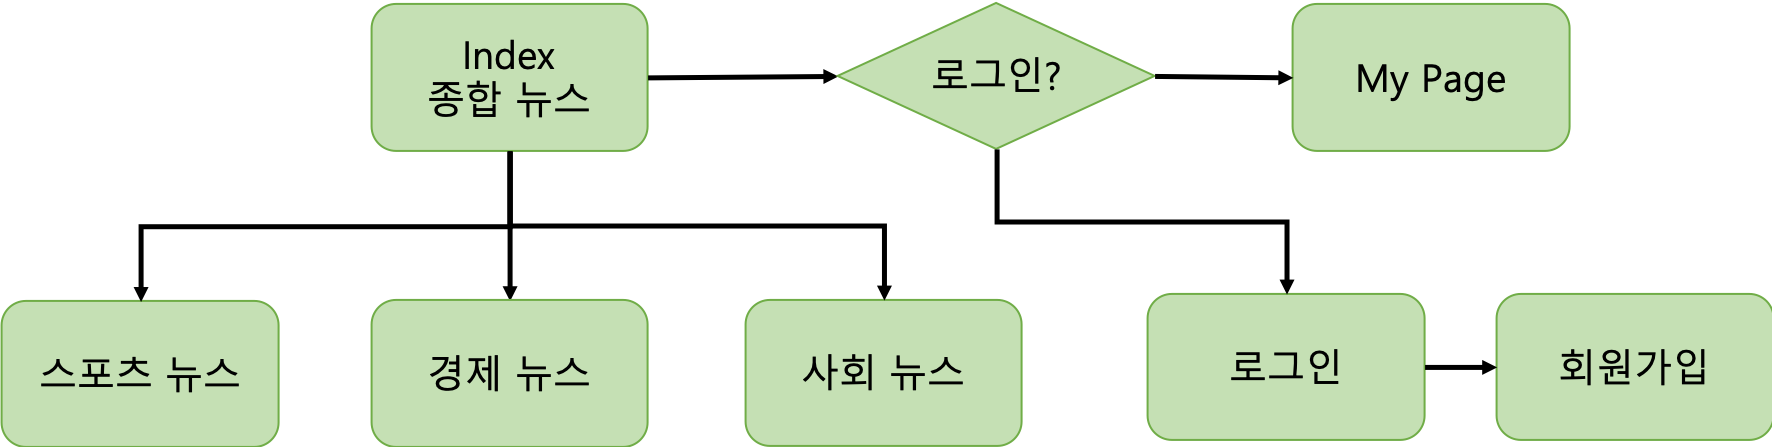 Index
종합 뉴스
로그인?
My Page
스포츠 뉴스
경제 뉴스
사회 뉴스
로그인
회원가입